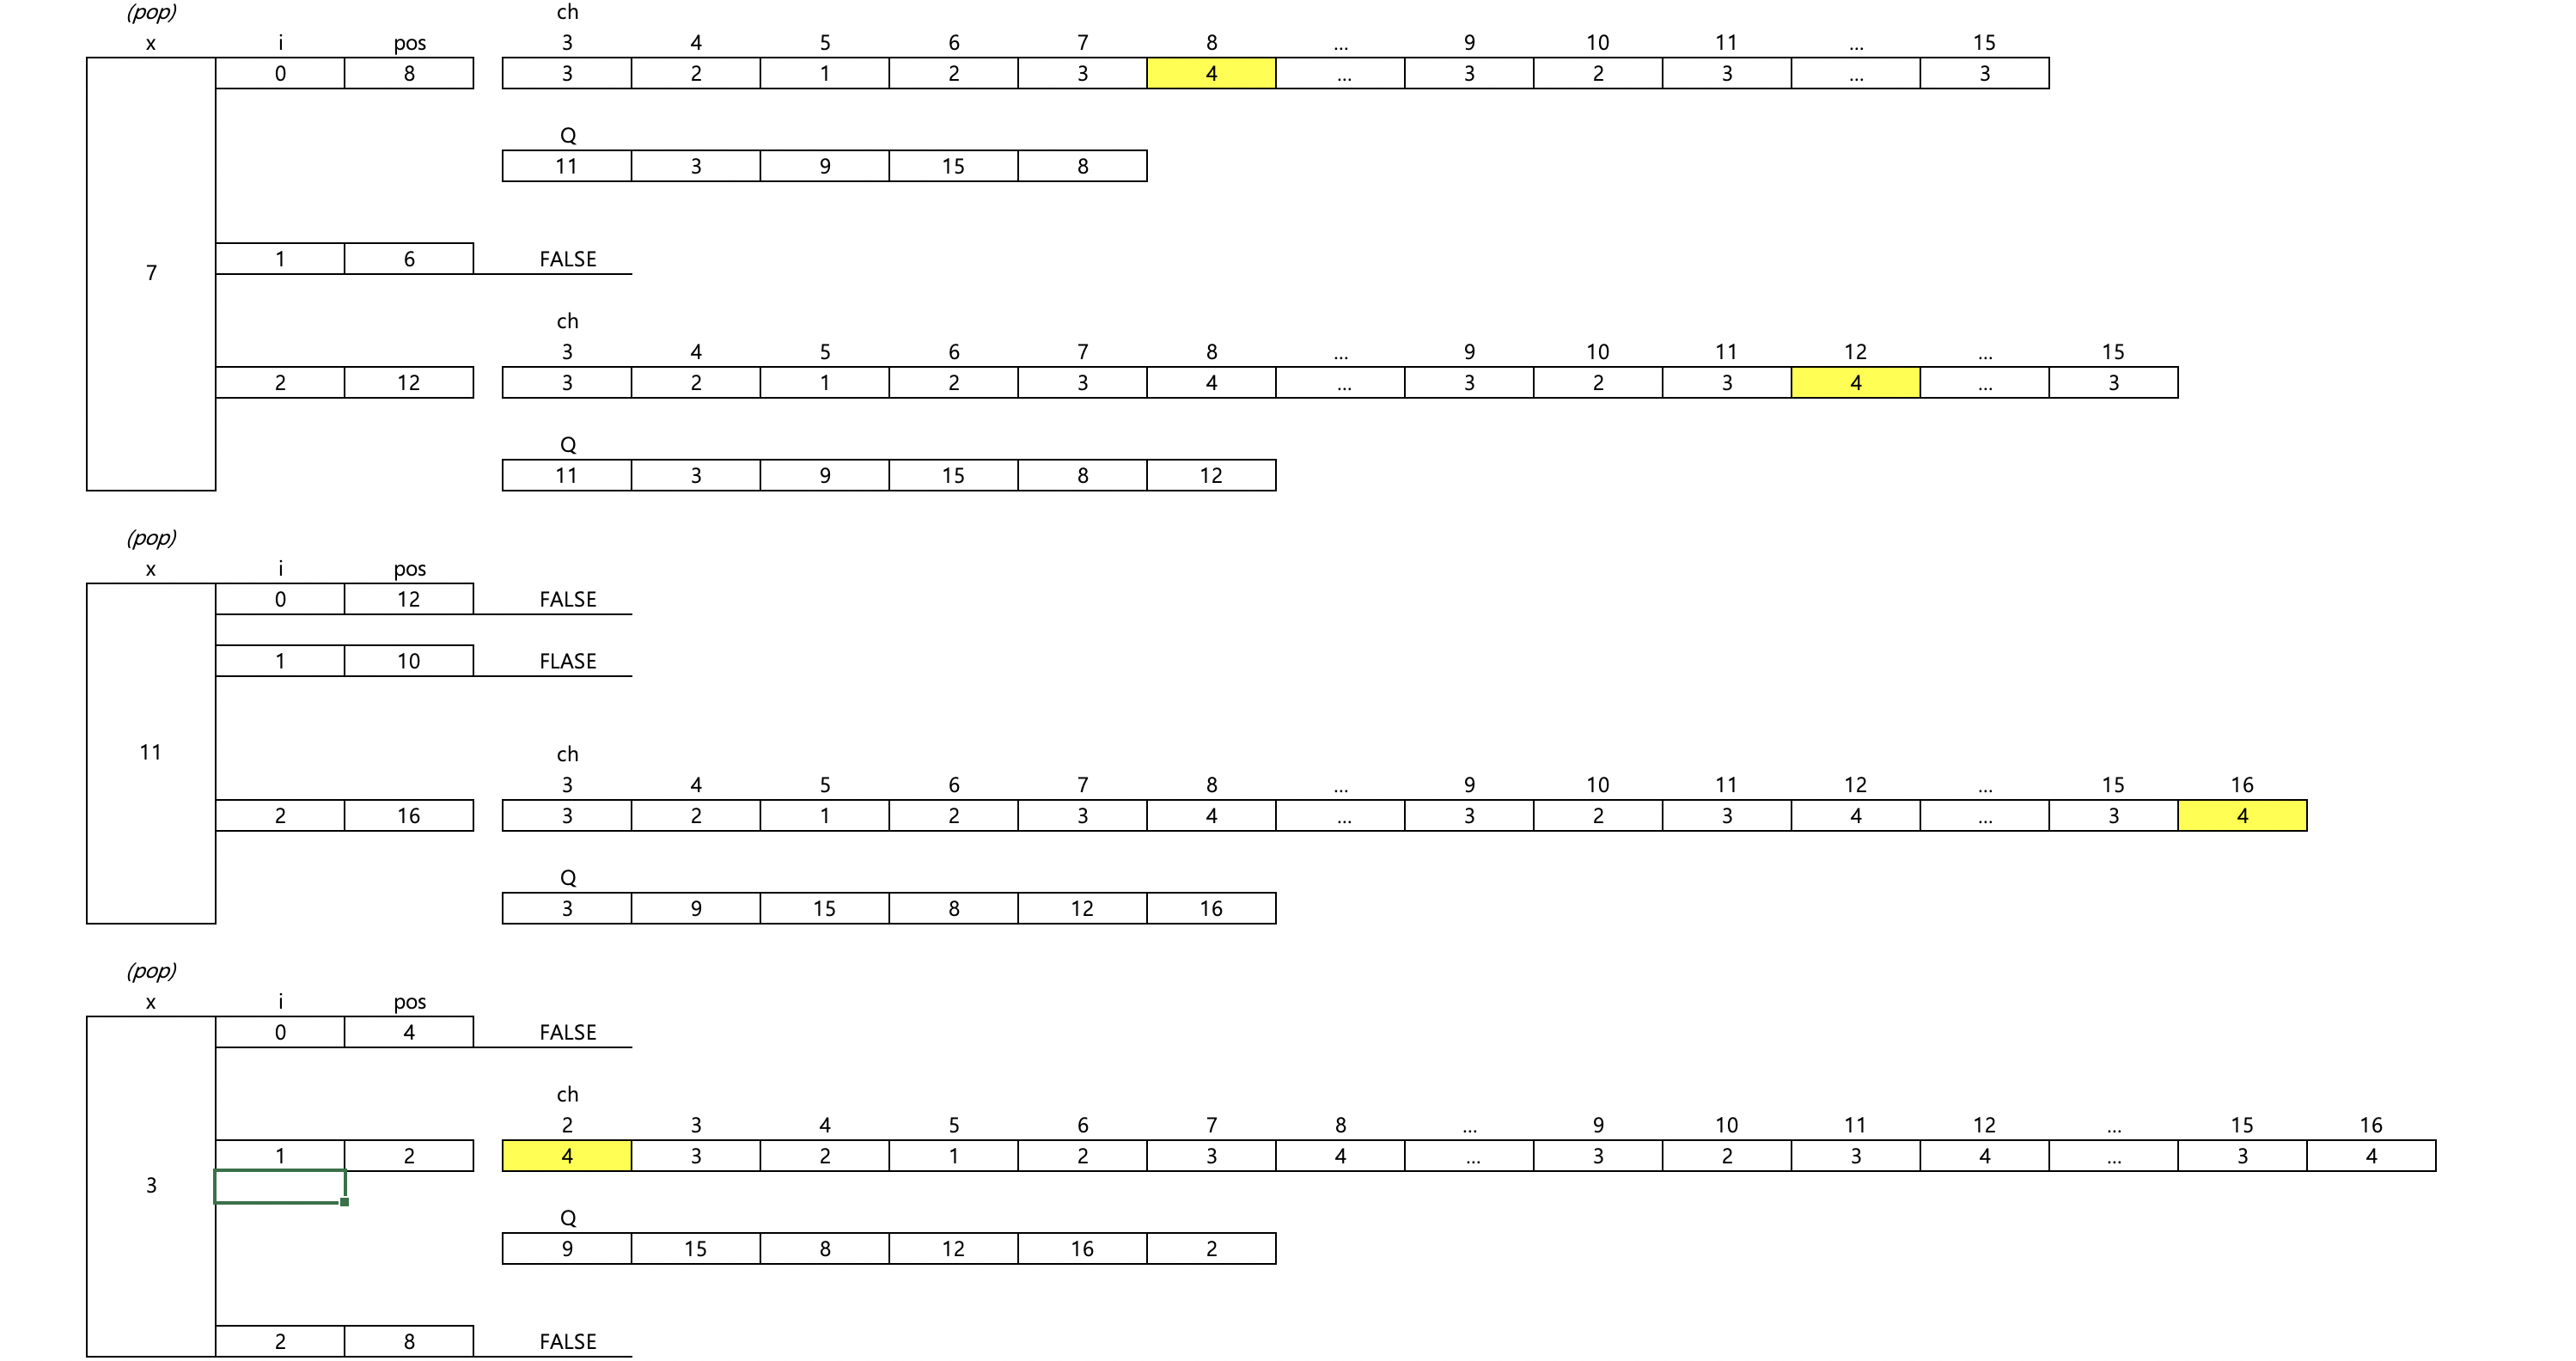 (pop) ch
x i pos 3 4 5 6 7 8 ... 9 10 11 ... 15
0 8 3 2 1 2 3 4 ... 3 2 3 ... 3
Q
11 3 9 15 8
1 6 FALSE
7
ch
3 4 5 6 7 8 ... 9 10 11 12 ... 15
2 12 3 2 1 2 3 4 ... 3 2 3 4 ... 3
Q
11 3 9 15 8 12
(pop)
x i pos
0 12 FALSE
1 10 FLASE
11
ch
3 4 5 6 7 8 ... 9 10 11 12 ... 15 16
2 16 3 2 1 2 3 4 ... 3 2 3 4 ... 3 4
Q
3 9 15 8 12 16
(pop)
x i pos
0 4 FALSE
ch
2 3 4 5 6 7 8 ... 9 10 11 12 ... 15 16
1 2 4 3 2 1 2 3 4 ... 3 2 3 4 ... 3 4
3
Q
9 15 8 12 16 2
2 8 FALSE